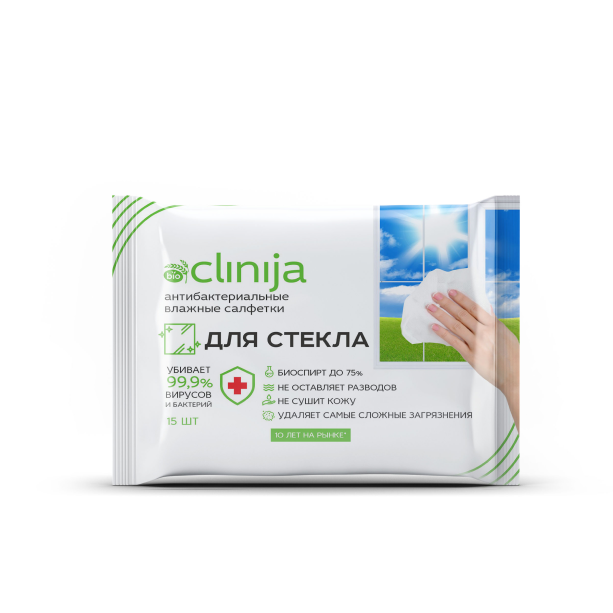 bio
clinija
антибактериальные
влажные салфетки
ДЛЯ СТЕКЛА
УБИВАЕТ
99,9%
ВИРУСОВ
И БАКТЕРИЙ
15 ШТ
БИОСПИРТ ДО 75%
НЕ ОСТАВЛЯЕТ РАЗВОДОВ
НЕ СУШИТ КОЖУ
УДАЛЯЕТ САМЫЕ СЛОЖНЫЕ ЗАГРЯЗНЕНИЯ
10 ЛЕТ НА РЫНКЕ*